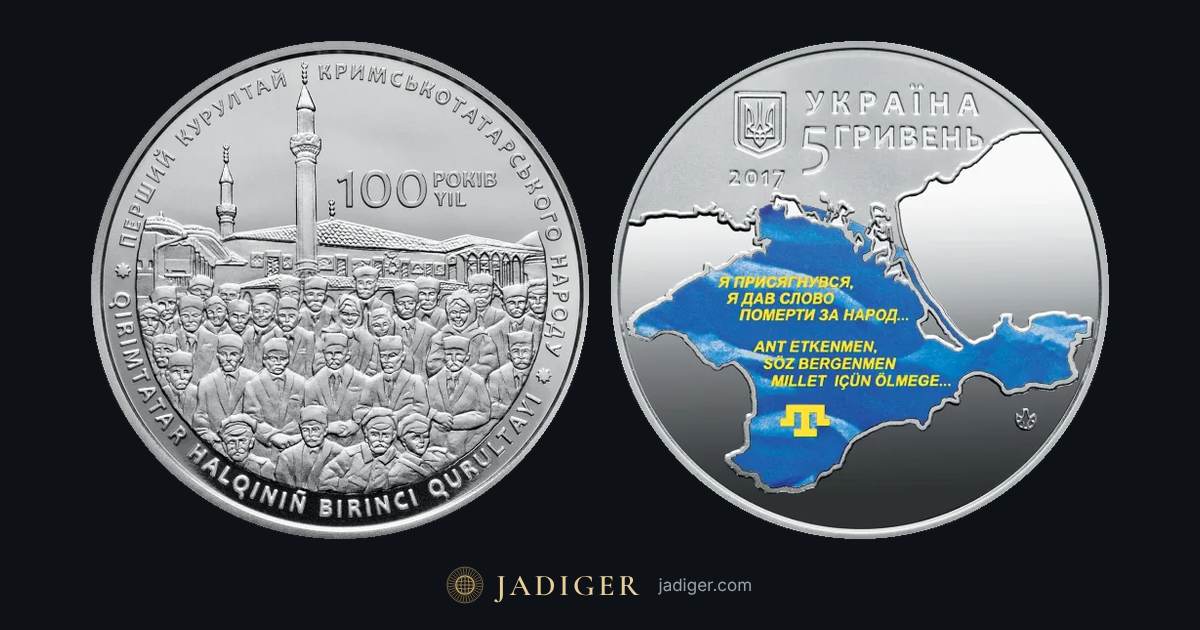 ПЕРШИЙ КУРУЛТАЙ КРИМСЬКОТАТАРСЬКОГО НАРОДУ
QIRIMTATAR HALQINIÑ BIRINCI QURULTAYI
100 РОКІВ
YIL
УКРАЇНА
5 ГРИВЕНЬ
2017
Я ПРИСЯГНУВСЯ,
Я ДАВ СЛОВО
ПОМЕРТИ ЗА НАРОД...
ANT ETKENMEN,
SÖZ BERGENMEN
MILLET IÇÜN ÖLMEGE...
JADIGER jadiger.com